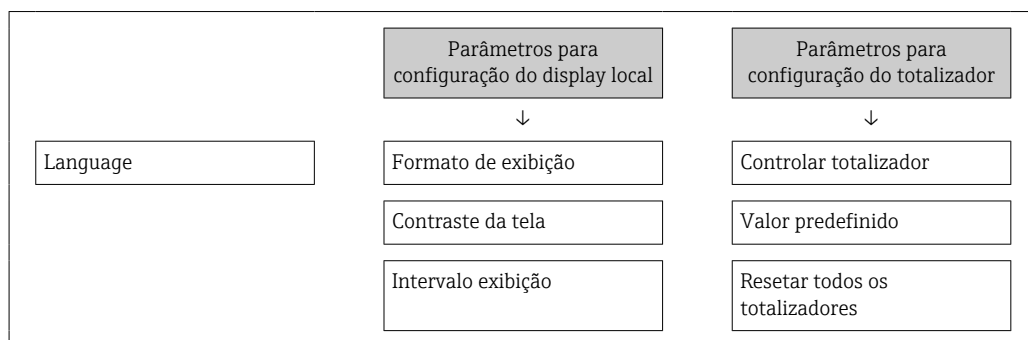 Parâmetros para
configuração do display local
Parâmetros para
configuração do totalizador
↓
↓
Language
Formato de exibição
Controlar totalizador
Contraste da tela
Valor predefinido
Intervalo exibição
Resetar todos os
totalizadores